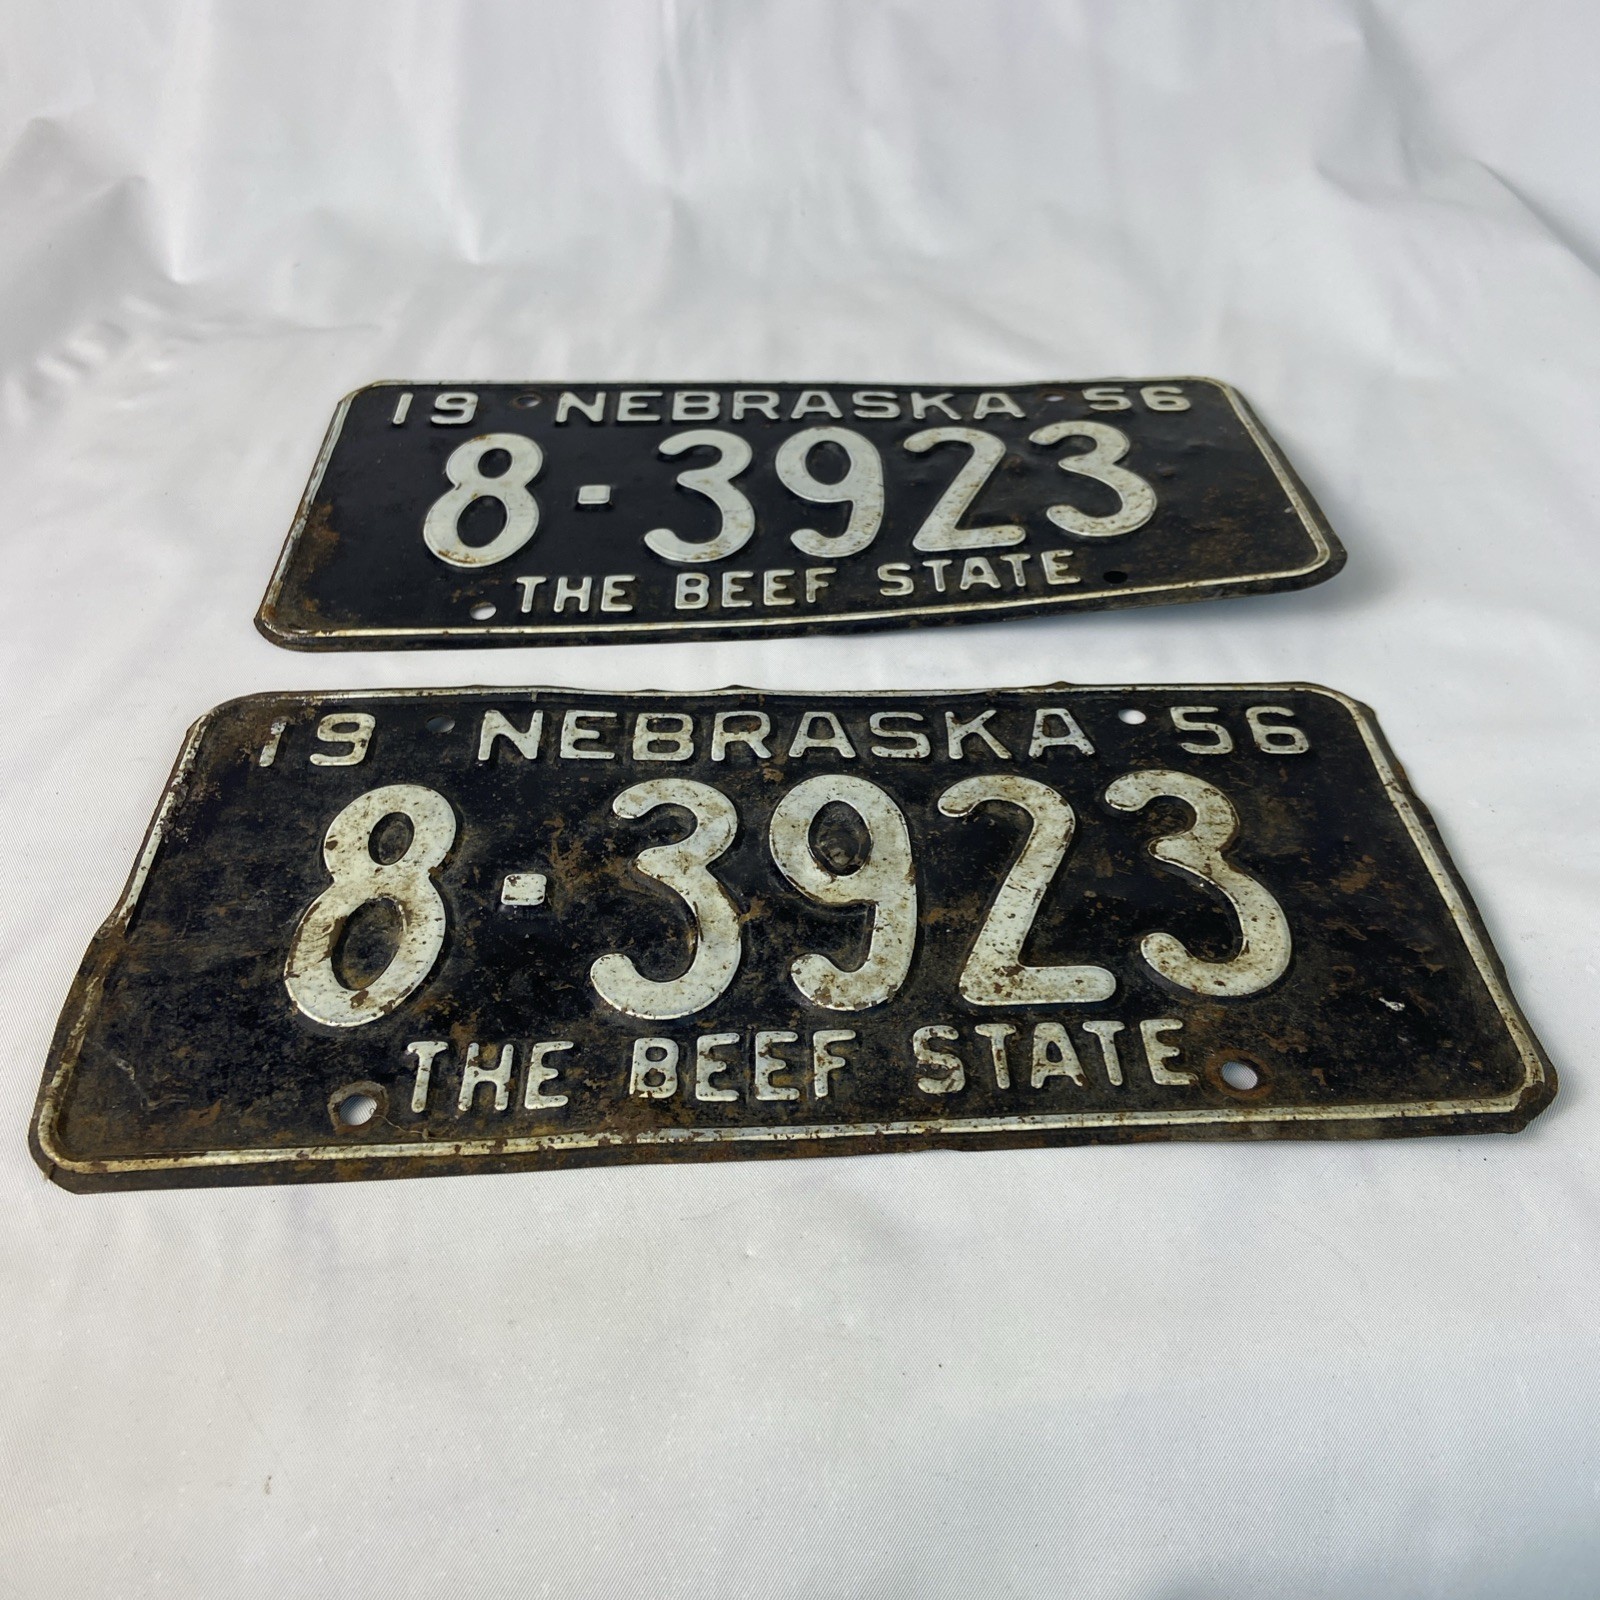 19 NEBRASKA 56
8-3923
THE BEEF STATE
19 NEBRASKA 56
8-3923
THE BEEF STATE